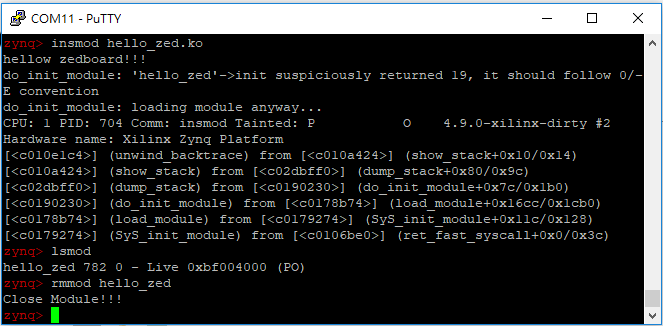 COM11 - PuTTY
zynq> insmod hello_zed.ko
hellow zedboard!!!
do_init_module: 'hello_zed'->init suspiciously returned 19, it should follow 0/-
E convention
do_init_module: loading module anyway...
CPU: 1 PID: 704 Comm: insmod Tainted: P           O    4.9.0-xilinx-dirty #2
Hardware name: Xilinx Zynq Platform
[<c010e1c4>] (unwind_backtrace) from [<c010a424>] (show_stack+0x10/0x14)
[<c010a424>] (show_stack) from [<c02dbff0>] (dump_stack+0x80/0x9c)
[<c02dbff0>] (dump_stack) from [<c0190230>] (do_init_module+0x7c/0x1b0)
[<c0190230>] (do_init_module) from [<c0178b74>] (load_module+0x16cc/0x1cb0)
[<c0178b74>] (load_module) from [<c0179274>] (SyS_init_module+0x11c/0x128)
[<c0179274>] (SyS_init_module) from [<c0106be0>] (ret_fast_syscall+0x0/0x3c)
zynq> lsmod
hello_zed 782 0 - Live 0xbf004000 (PO)
zynq> rmmod hello_zed
Close Module!!!
zynq>